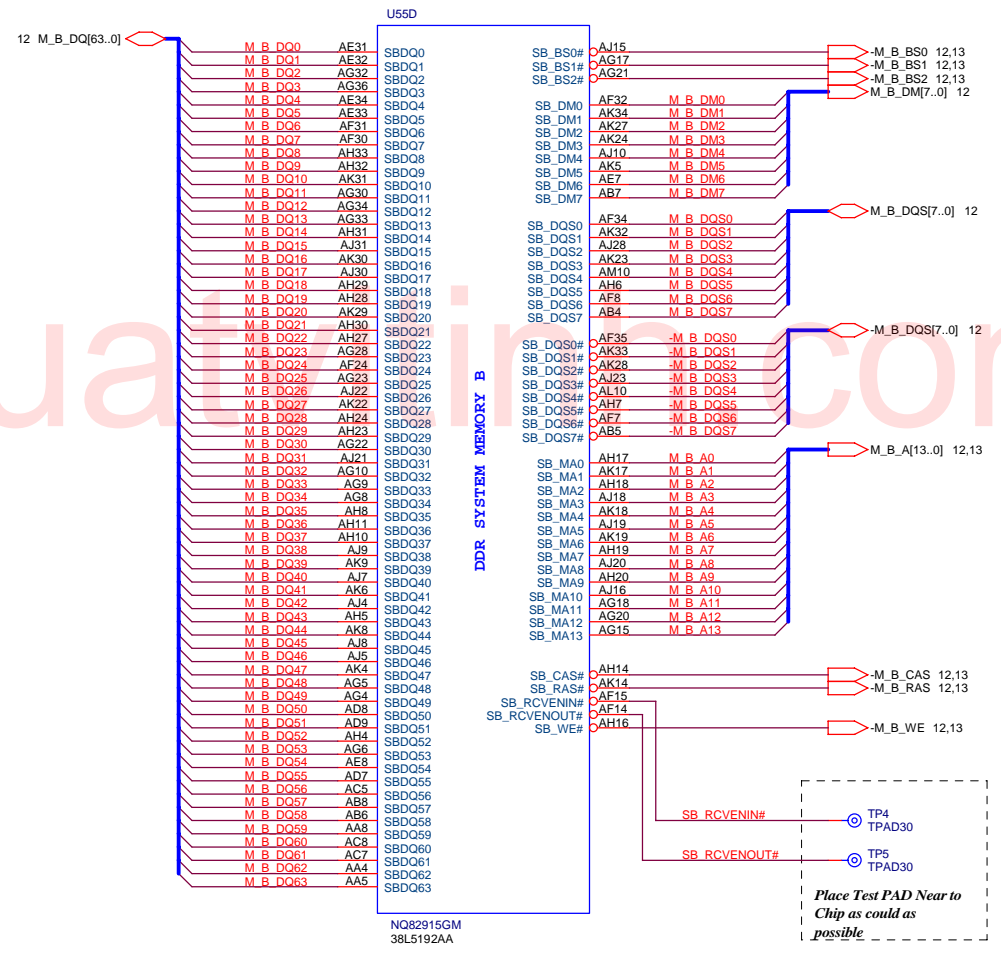 U55D
12 M_B_DQ[63..0]
M_B_DQ0 AE31 SBDQ0
M_B_DQ1 AE32 SBDQ1
M_B_DQ2 AG32 SBDQ2
M_B_DQ3 AG36 SBDQ3
M_B_DQ4 AE34 SBDQ4
M_B_DQ5 AE33 SBDQ5
M_B_DQ6 AF31 SBDQ6
M_B_DQ7 AF30 SBDQ7
M_B_DQ8 AH33 SBDQ8
M_B_DQ9 AH32 SBDQ9
M_B_DQ10 AK31 SBDQ10
M_B_DQ11 AG30 SBDQ11
M_B_DQ12 AG34 SBDQ12
M_B_DQ13 AG33 SBDQ13
M_B_DQ14 AH31 SBDQ14
M_B_DQ15 AJ31 SBDQ15
M_B_DQ16 AK30 SBDQ16
M_B_DQ17 AJ30 SBDQ17
M_B_DQ18 AH29 SBDQ18
M_B_DQ19 AH28 SBDQ19
M_B_DQ20 AK29 SBDQ20
M_B_DQ21 AH30 SBDQ21
M_B_DQ22 AH27 SBDQ22
M_B_DQ23 AG28 SBDQ23
M_B_DQ24 AF24 SBDQ24
M_B_DQ25 AG23 SBDQ25
M_B_DQ26 AJ22 SBDQ26
M_B_DQ27 AK22 SBDQ27
M_B_DQ28 AH24 SBDQ28
M_B_DQ29 AH23 SBDQ29
M_B_DQ30 AG22 SBDQ30
M_B_DQ31 AJ21 SBDQ31
M_B_DQ32 AG10 SBDQ32
M_B_DQ33 AG9 SBDQ33
M_B_DQ34 AG8 SBDQ34
M_B_DQ35 AH8 SBDQ35
M_B_DQ36 AH11 SBDQ36
M_B_DQ37 AH10 SBDQ37
M_B_DQ38 AJ9 SBDQ38
M_B_DQ39 AK9 SBDQ39
M_B_DQ40 AJ7 SBDQ40
M_B_DQ41 AK6 SBDQ41
M_B_DQ42 AJ4 SBDQ42
M_B_DQ43 AH5 SBDQ43
M_B_DQ44 AK8 SBDQ44
M_B_DQ45 AJ8 SBDQ45
M_B_DQ46 AJ5 SBDQ46
M_B_DQ47 AK4 SBDQ47
M_B_DQ48 AG5 SBDQ48
M_B_DQ49 AG4 SBDQ49
M_B_DQ50 AD8 SBDQ50
M_B_DQ51 AD9 SBDQ51
M_B_DQ52 AH4 SBDQ52
M_B_DQ53 AG6 SBDQ53
M_B_DQ54 AE8 SBDQ54
M_B_DQ55 AD7 SBDQ55
M_B_DQ56 AC5 SBDQ56
M_B_DQ57 AB8 SBDQ57
M_B_DQ58 AB6 SBDQ58
M_B_DQ59 AA8 SBDQ59
M_B_DQ60 AC8 SBDQ60
M_B_DQ61 AC7 SBDQ61
M_B_DQ62 AA4 SBDQ62
M_B_DQ63 AA5 SBDQ63
DDR SYSTEM MEMORY B
SB_BS0# AJ15 -M_B_BS0 12,13
SB_BS1# AG17 -M_B_BS1 12,13
SB_BS2# AG21 -M_B_BS2 12,13
M_B_DM[7..0] 12
SB_DM0 AF32 M_B_DM0
SB_DM1 AK34 M_B_DM1
SB_DM2 AK27 M_B_DM2
SB_DM3 AK24 M_B_DM3
SB_DM4 AJ10 M_B_DM4
SB_DM5 AK5 M_B_DM5
SB_DM6 AE7 M_B_DM6
SB_DM7 AB7 M_B_DM7
M_B_DQS[7..0] 12
SB_DQS0 AF34 M_B_DQS0
SB_DQS1 AK32 M_B_DQS1
SB_DQS2 AJ28 M_B_DQS2
SB_DQS3 AK23 M_B_DQS3
SB_DQS4 AM10 M_B_DQS4
SB_DQS5 AH6 M_B_DQS5
SB_DQS6 AF8 M_B_DQS6
SB_DQS7 AB4 M_B_DQS7
-M_B_DQS[7..0] 12
SB_DQS0# AF35 -M_B_DQS0
SB_DQS1# AK33 -M_B_DQS1
SB_DQS2# AK28 -M_B_DQS2
SB_DQS3# AJ23 -M_B_DQS3
SB_DQS4# AL10 -M_B_DQS4
SB_DQS5# AH7 -M_B_DQS5
SB_DQS6# AF7 -M_B_DQS6
SB_DQS7# AB5 -M_B_DQS7
M_B_A[13..0] 12,13
SB_MA0 AH17 M_B_A0
SB_MA1 AK17 M_B_A1
SB_MA2 AH18 M_B_A2
SB_MA3 AJ18 M_B_A3
SB_MA4 AK18 M_B_A4
SB_MA5 AJ19 M_B_A5
SB_MA6 AK19 M_B_A6
SB_MA7 AH19 M_B_A7
SB_MA8 AJ20 M_B_A8
SB_MA9 AH20 M_B_A9
SB_MA10 AJ16 M_B_A10
SB_MA11 AG18 M_B_A11
SB_MA12 AG20 M_B_A12
SB_MA13 AG15 M_B_A13
SB_CAS# AH14 -M_B_CAS 12,13
SB_RAS# AK14 -M_B_RAS 12,13
SB_RCVENIN# AF15
SB_RCVENOUT# AF14
SB_WE# AH16 -M_B_WE 12,13
SB_RCVENIN# TP4
TPAD30
SB_RCVENOUT# TP5
TPAD30
Place Test PAD Near to
Chip as could as
possible
NQ82915GM
38L5192AA
uatvitinh.com